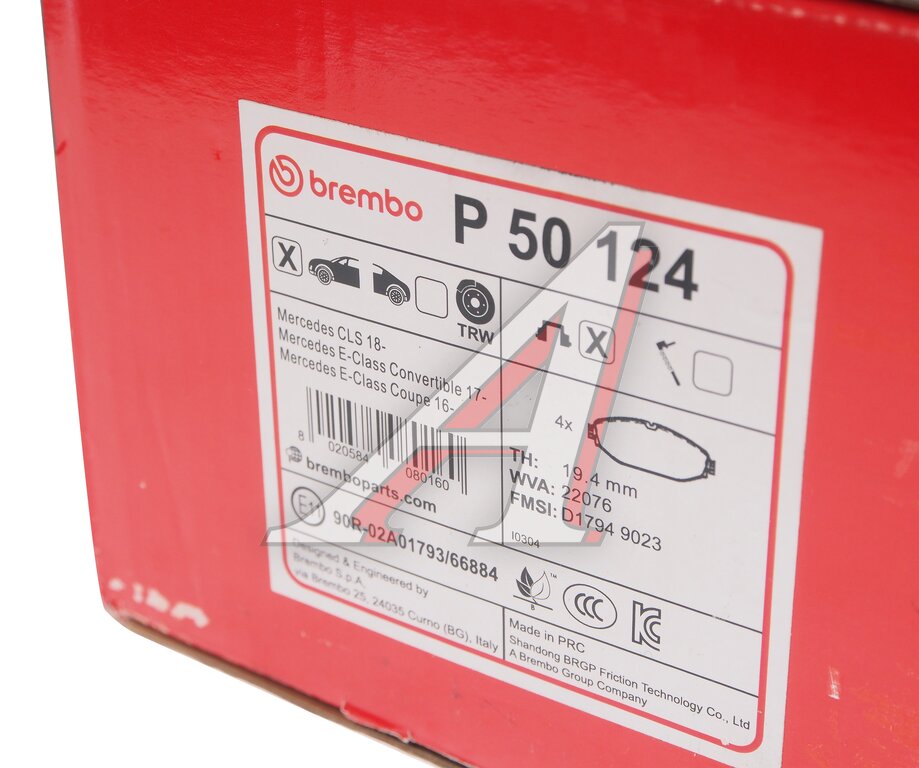 brembo
P 50 124
X
TRW
X
Mercedes CLS 18-
Mercedes E-Class Convertible 17-
Mercedes E-Class Coupe 16-
8 020584 080160
bremboparts.com
4x
TH: 19.4 mm
WVA: 22076
FMSI: D1794 9023
I0304
E11
90R-02A01793/66884
Designed & Engineered by
Brembo S.p.A.
via Brembo 25, 24035 Curno (BG), Italy
TM
B
CCC
KC
Made in PRC
Shandong BRGP Friction Technology Co., Ltd
A Brembo Group Company